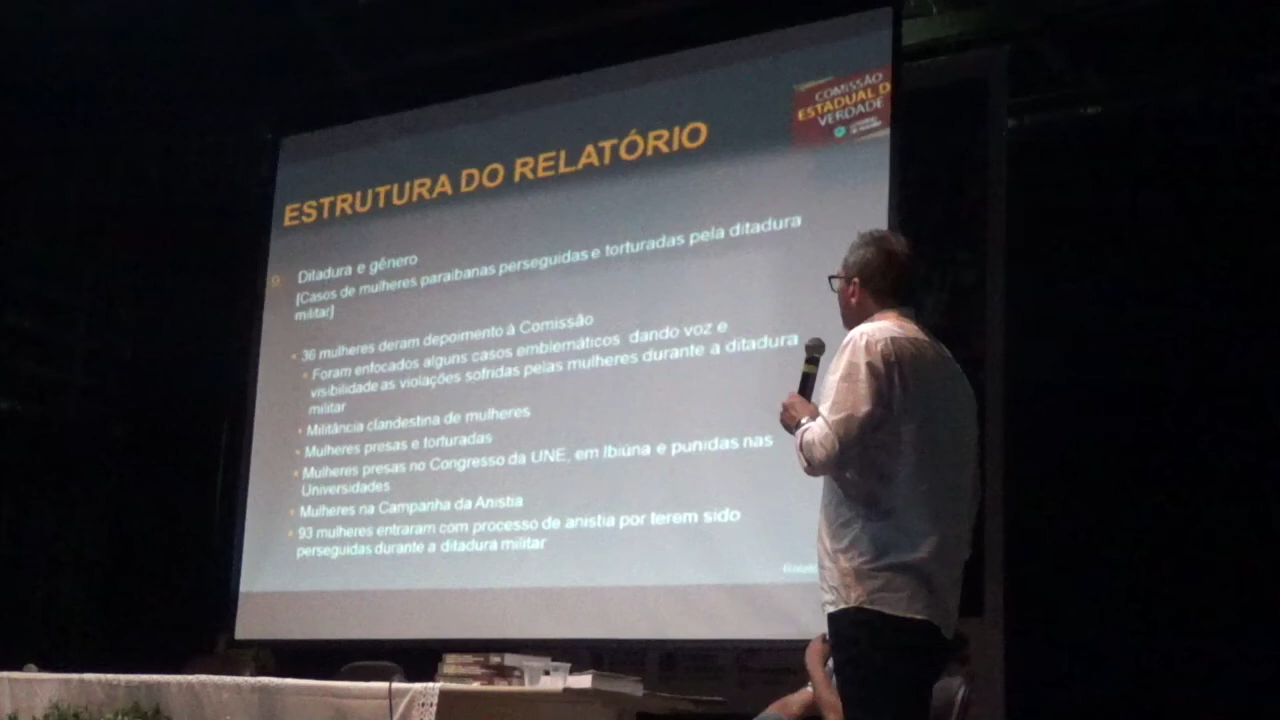 COMISSÃO
ESTADUAL D
VERDADE
ESTRUTURA DO RELATÓRIO
9. Ditadura e gênero
[Casos de mulheres paraibanas perseguidas e torturadas pela ditadura
militar]
• 36 mulheres deram depoimento à Comissão
• Foram enfocados alguns casos emblemáticos dando voz e
visibilidade as violações sofridas pelas mulheres durante a ditadura
militar
• Militância clandestina de mulheres
• Mulheres presas e torturadas
• Mulheres presas no Congresso da UNE, em Ibiúna e punidas nas
Universidades
• Mulheres na Campanha da Anistia
• 93 mulheres entraram com processo de anistia por terem sido
perseguidas durante a ditadura militar